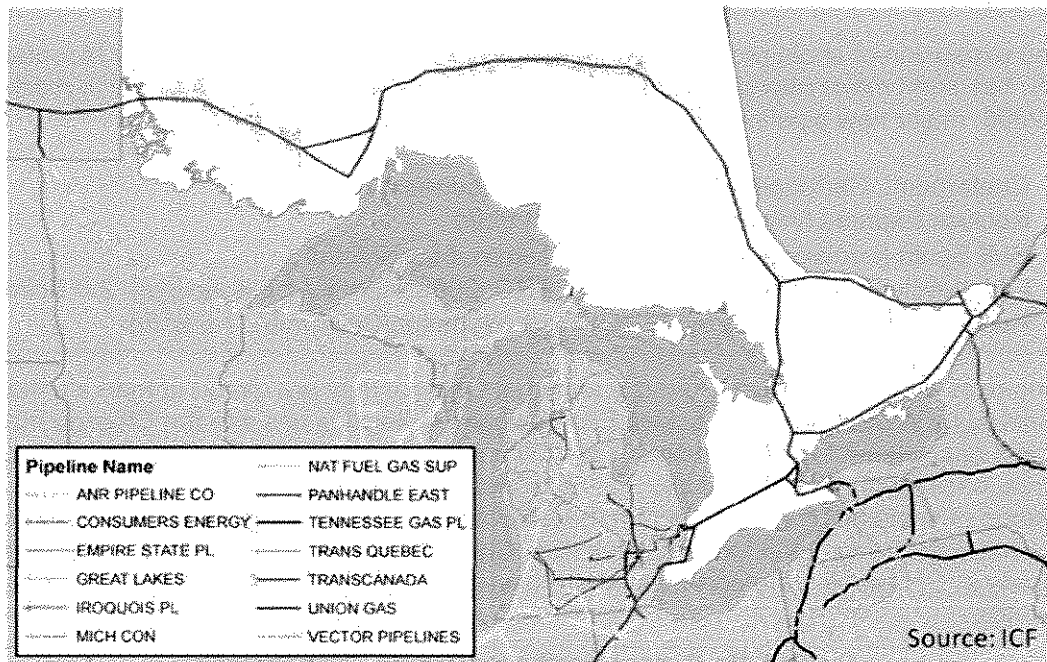 Pipeline Name
ANR PIPELINE CO
CONSUMERS ENERGY
EMPIRE STATE PL
GREAT LAKES
IROQUOIS PL
MICH CON
NAT FUEL GAS SUP
PANHANDLE EAST
TENNESSEE GAS PL
TRANS QUEBEC
TRANSCANADA
UNION GAS
VECTOR PIPELINES
Source: ICF